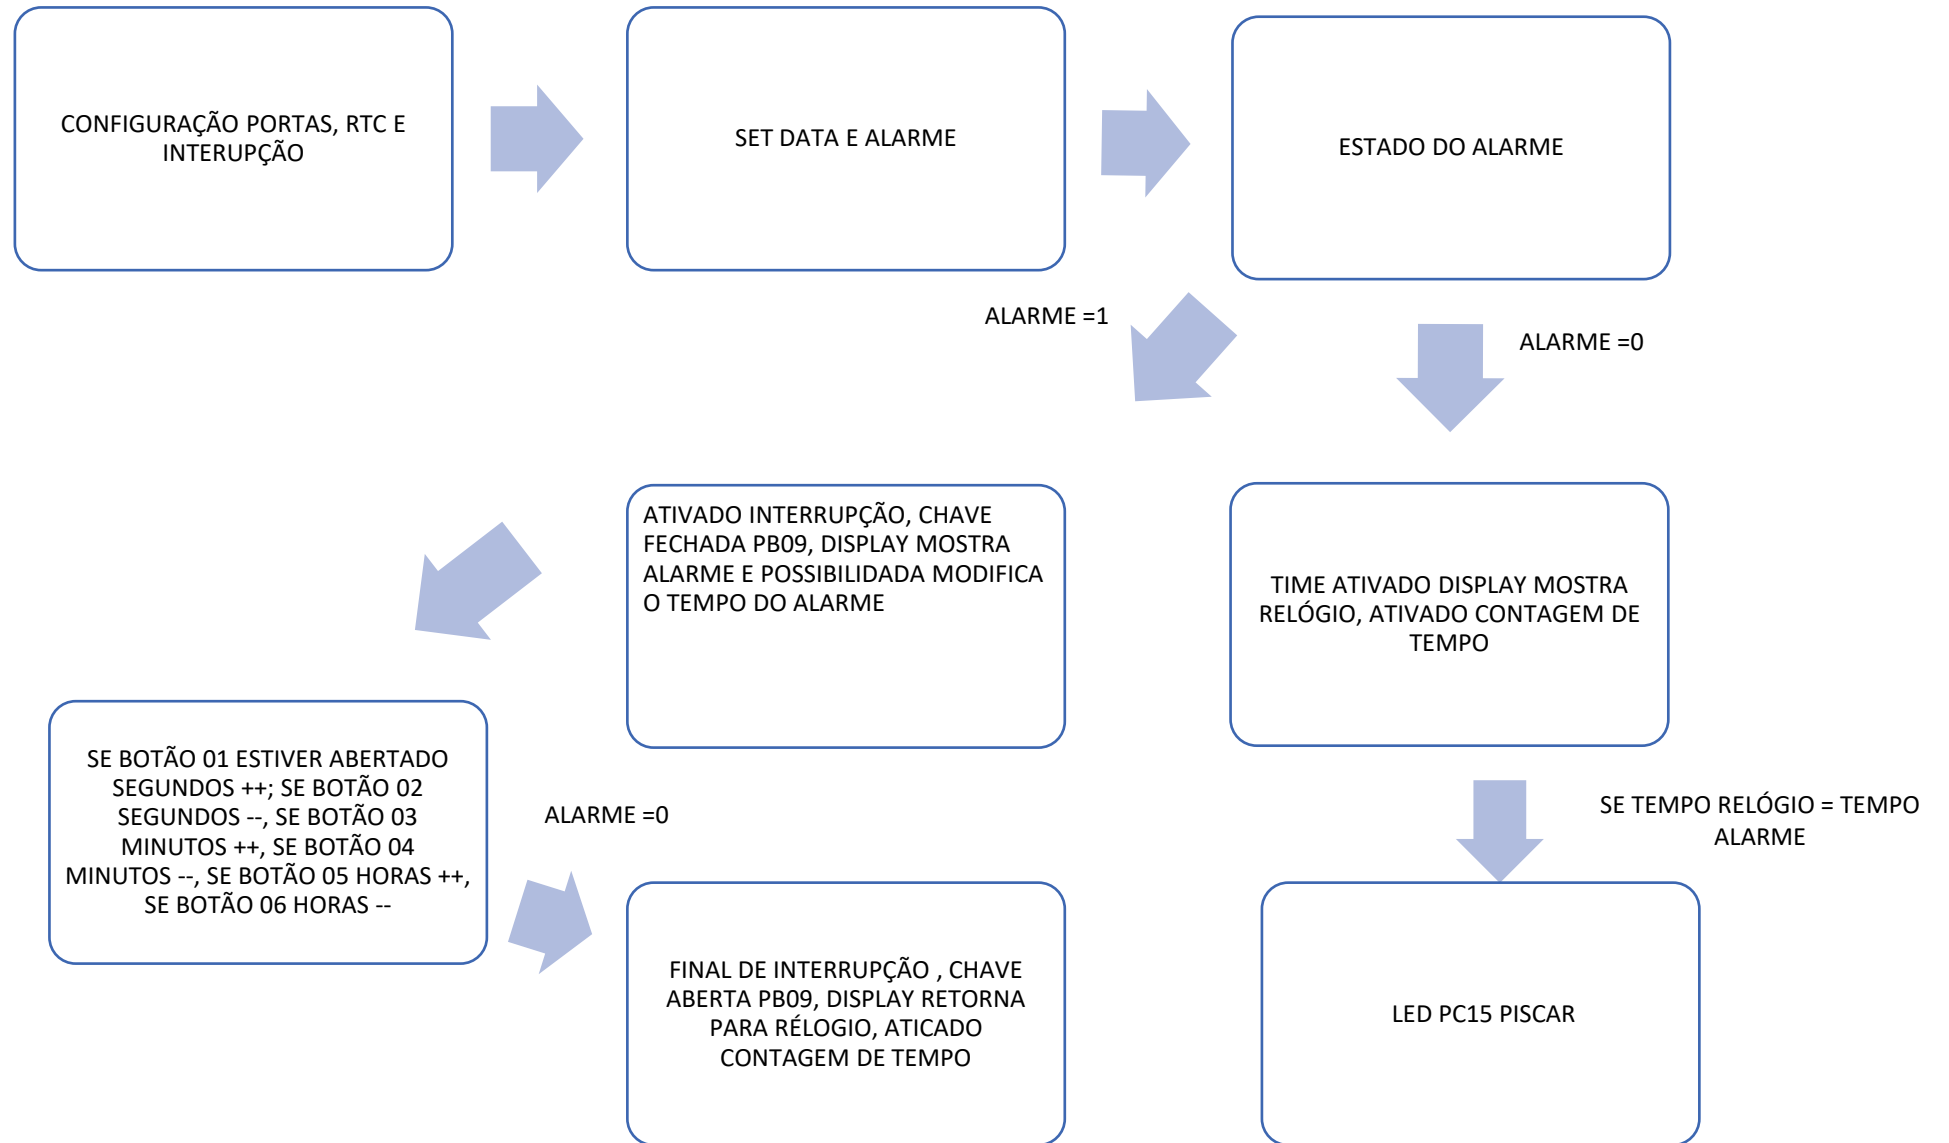 CONFIGURAÇÃO PORTAS, RTC E
INTERUPÇÃO
SET DATA E ALARME
ESTADO DO ALARME
ALARME =1
ALARME =0
ATIVADO INTERRUPÇÃO, CHAVE
FECHADA PB09, DISPLAY MOSTRA
ALARME E POSSIBILIDADA MODIFICA
O TEMPO DO ALARME
TIME ATIVADO DISPLAY MOSTRA
RELÓGIO, ATIVADO CONTAGEM DE
TEMPO
SE BOTÃO 01 ESTIVER ABERTADO
SEGUNDOS ++; SE BOTÃO 02
SEGUNDOS --, SE BOTÃO 03
MINUTOS ++, SE BOTÃO 04
MINUTOS --, SE BOTÃO 05 HORAS ++,
SE BOTÃO 06 HORAS --
ALARME =0
SE TEMPO RELÓGIO = TEMPO
ALARME
FINAL DE INTERRUPÇÃO , CHAVE
ABERTA PB09, DISPLAY RETORNA
PARA RÉLOGIO, ATICADO
CONTAGEM DE TEMPO
LED PC15 PISCAR